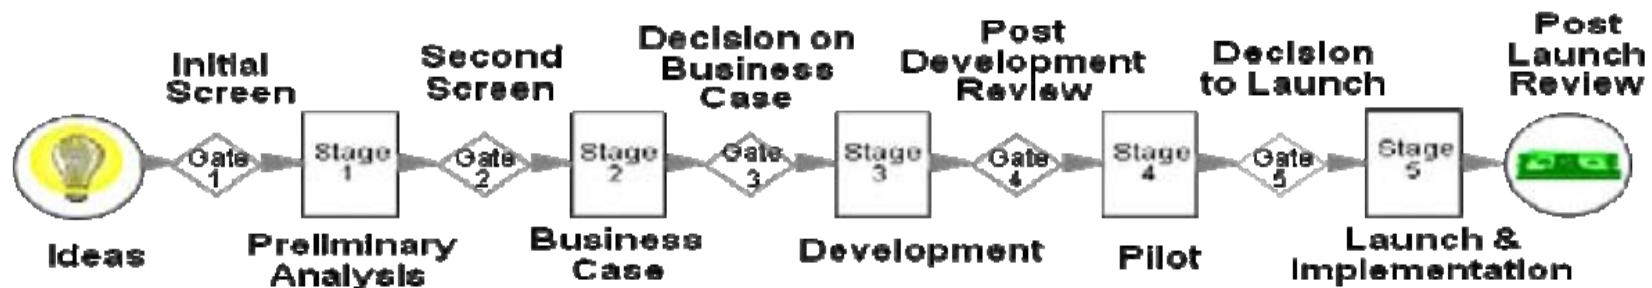 Initial
Screen
Second
Screen
Decision on
Business
Case
Post
Development
Review
Decision
to Launch
Post
Launch
Review
Gate
1
Stage
1
Gate
2
Stage
2
Gate
3
Stage
3
Gate
4
Stage
4
Gate
5
Stage
5
Ideas
Preliminary
Analysis
Business
Case
Development
Pilot
Launch &
Implementation